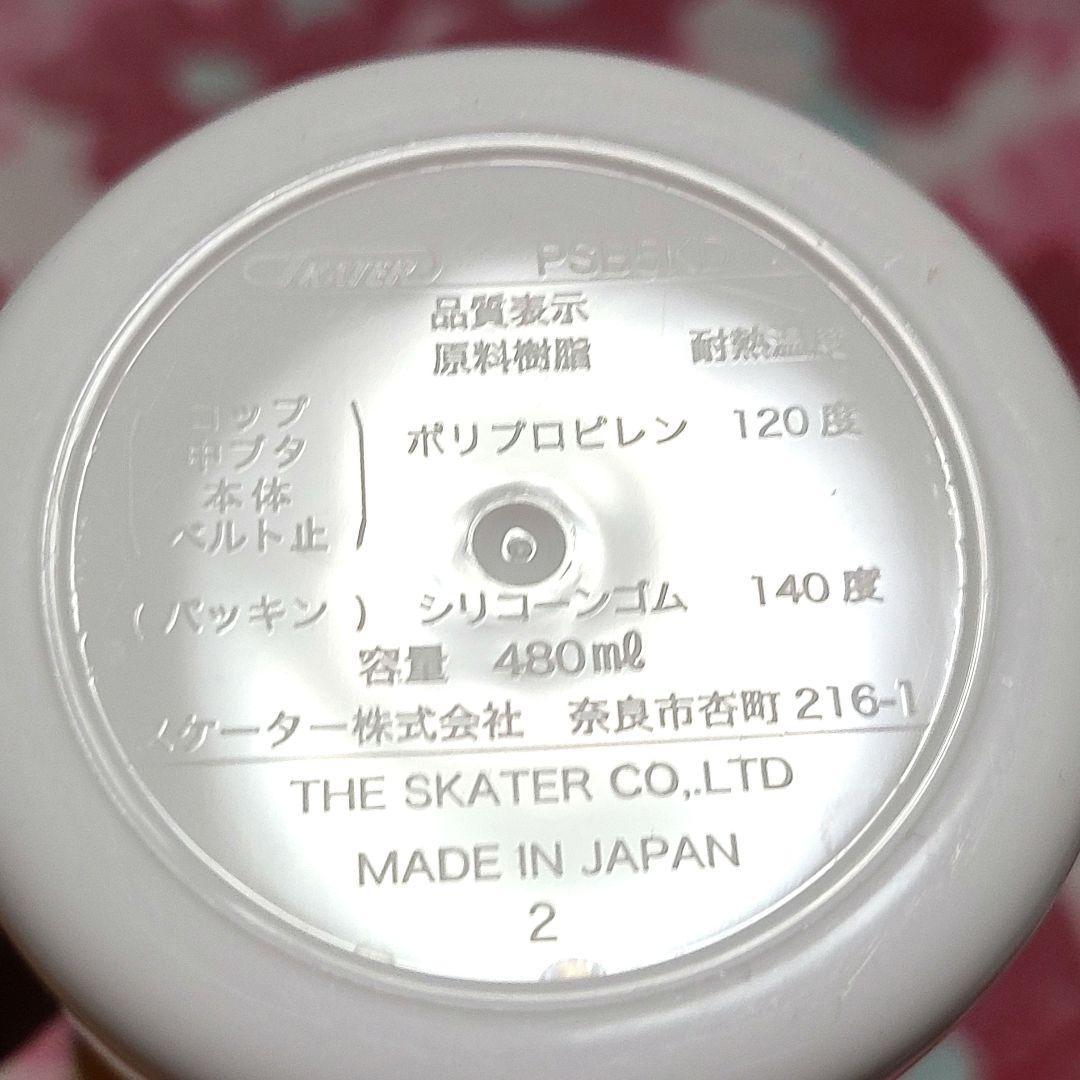 SKATER PSB5KD
品質表示
原料樹脂 耐熱温度
コップ
中ブタ
本体
ベルト止
ポリプロピレン 120度
(パッキン) シリコーンゴム 140度
容量 480ml
スケーター株式会社 奈良市杏町216-1
THE SKATER CO,.LTD
MADE IN JAPAN
2